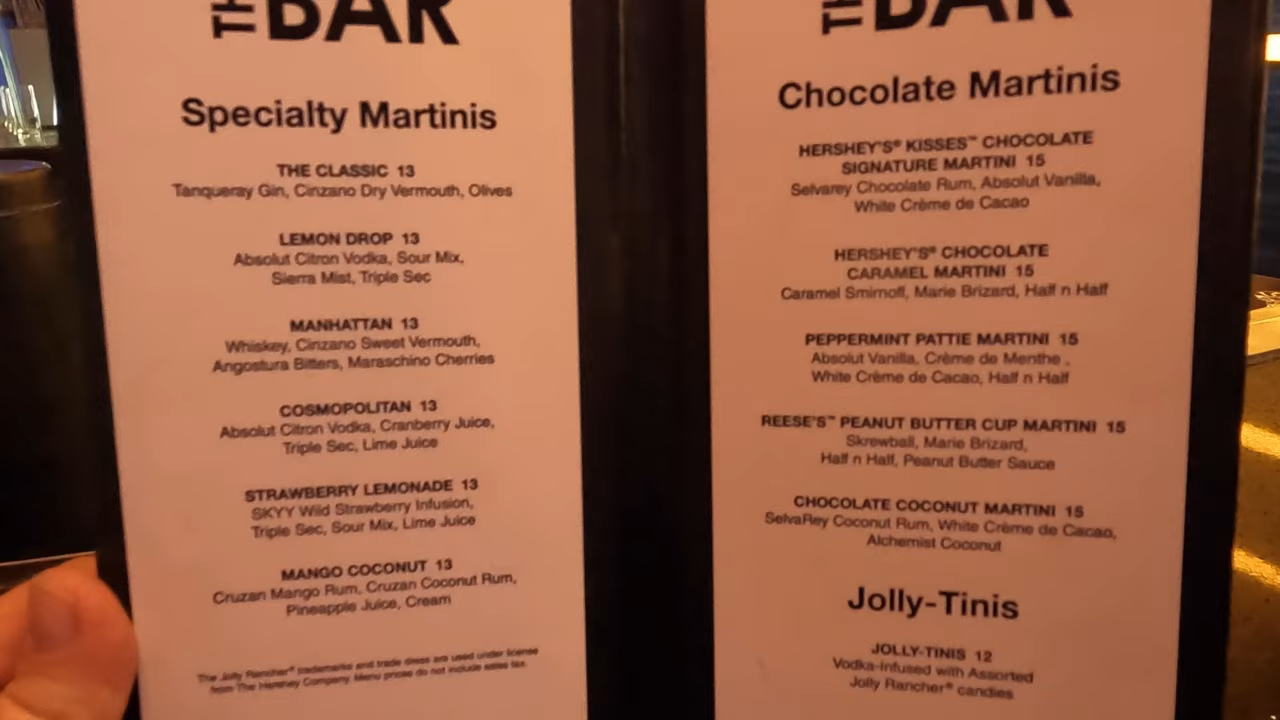 THE BAR
Specialty Martinis
THE CLASSIC 13
Tanqueray Gin, Cinzano Dry Vermouth, Olives
LEMON DROP 13
Absolut Citron Vodka, Sour Mix,
Sierra Mist, Triple Sec
MANHATTAN 13
Whiskey, Cinzano Sweet Vermouth,
Angostura Bitters, Maraschino Cherries
COSMOPOLITAN 13
Absolut Citron Vodka, Cranberry Juice,
Triple Sec, Lime Juice
STRAWBERRY LEMONADE 13
SKYY Wild Strawberry Infusion,
Triple Sec, Sour Mix, Lime Juice
MANGO COCONUT 13
Cruzan Mango Rum, Cruzan Coconut Rum,
Pineapple Juice, Cream
The Jolly Rancher® trademarks and trade dress are used under license
from The Hershey Company. Menu prices do not include sales tax.
THE BAR
Chocolate Martinis
HERSHEY'S® KISSES™ CHOCOLATE
SIGNATURE MARTINI 15
Selvarey Chocolate Rum, Absolut Vanilla,
White Crème de Cacao
HERSHEY'S® CHOCOLATE
CARAMEL MARTINI 15
Caramel Smirnoff, Marie Brizard, Half n Half
PEPPERMINT PATTIE MARTINI 15
Absolut Vanilla, Crème de Menthe,
White Crème de Cacao, Half n Half
REESE'S™ PEANUT BUTTER CUP MARTINI 15
Skrewball, Marie Brizard,
Half n Half, Peanut Butter Sauce
CHOCOLATE COCONUT MARTINI 15
SelvaRey Coconut Rum, White Crème de Cacao,
Alchemist Coconut
Jolly-Tinis
JOLLY-TINIS 12
Vodka-Infused with Assorted
Jolly Rancher® candies